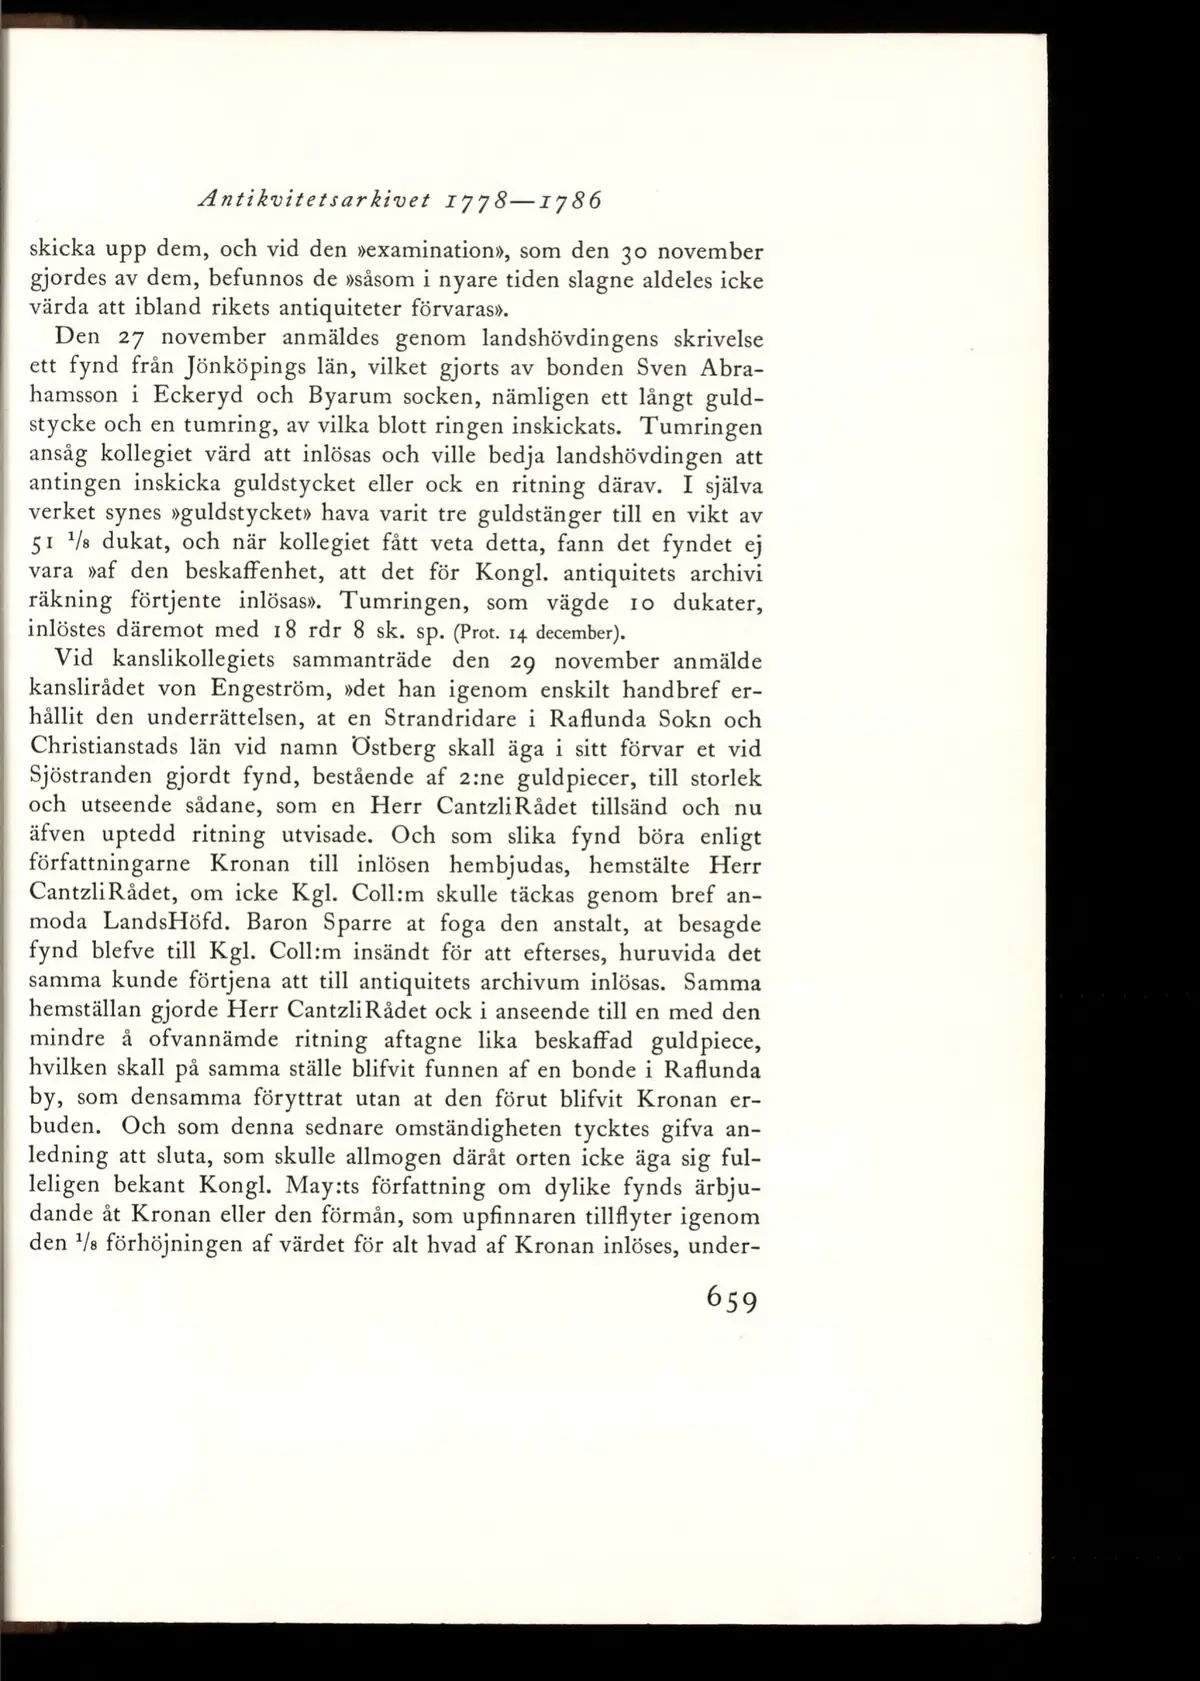 Antikvitetsarkivet 1778—1786
skicka upp dem, och vid den »examination», som den 30 november
gjordes av dem, befunnos de »såsom i nyare tiden slagne aldeles icke
värda att ibland rikets antiquiteter förvaras».
Den 27 november anmäldes genom landshövdingens skrivelse
ett fynd från Jönköpings län, vilket gjorts av bonden Sven Abra-
hamsson i Eckeryd och Byarum socken, nämligen ett långt guld-
stycke och en tumring, av vilka blott ringen inskickats. Tumringen
ansåg kollegiet värd att inlösas och ville bedja landshövdingen att
antingen inskicka guldstycket eller ock en ritning därav. I själva
verket synes »guldstycket» hava varit tre guldstänger till en vikt av
51 1/8 dukat, och när kollegiet fått veta detta, fann det fyndet ej
vara »af den beskaffenhet, att det för Kongl. antiquitets archivi
räkning förtjente inlösas». Tumringen, som vägde 10 dukater,
inlöstes däremot med 18 rdr 8 sk. sp. (Prot. 14 december).
Vid kanslikollegiets sammanträde den 29 november anmälde
kanslirådet von Engeström, »det han igenom enskilt handbref er-
hållit den underrättelsen, at en Strandridare i Raflunda Sokn och
Christianstads län vid namn Östberg skall äga i sitt förvar et vid
Sjöstranden gjordt fynd, bestående af 2:ne guldpiecer, till storlek
och utseende sådane, som en Herr CantzliRådet tillsänd och nu
äfven uptedd ritning utvisade. Och som slika fynd böra enligt
författningarne Kronan till inlösen hembjudas, hemstälte Herr
CantzliRådet, om icke Kgl. Coll:m skulle täckas genom bref an-
moda LandsHöfd. Baron Sparre at foga den anstalt, at besagde
fynd blefve till Kgl. Coll:m insändt för att efterses, huruvida det
samma kunde förtjena att till antiquitets archivum inlösas. Samma
hemställan gjorde Herr CantzliRådet ock i anseende till en med den
mindre å ofvannämde ritning aftagne lika beskaffad guldpiece,
hvilken skall på samma ställe blifvit funnen af en bonde i Raflunda
by, som densamma föryttrat utan at den förut blifvit Kronan er-
buden. Och som denna sednare omständigheten tycktes gifva an-
ledning att sluta, som skulle allmogen däråt orten icke äga sig ful-
leligen bekant Kongl. May:ts författning om dylike fynds ärbju-
dande åt Kronan eller den förmån, som upfinnaren tillflyter igenom
den 1/8 förhöjningen af värdet för alt hvad af Kronan inlöses, under-
659